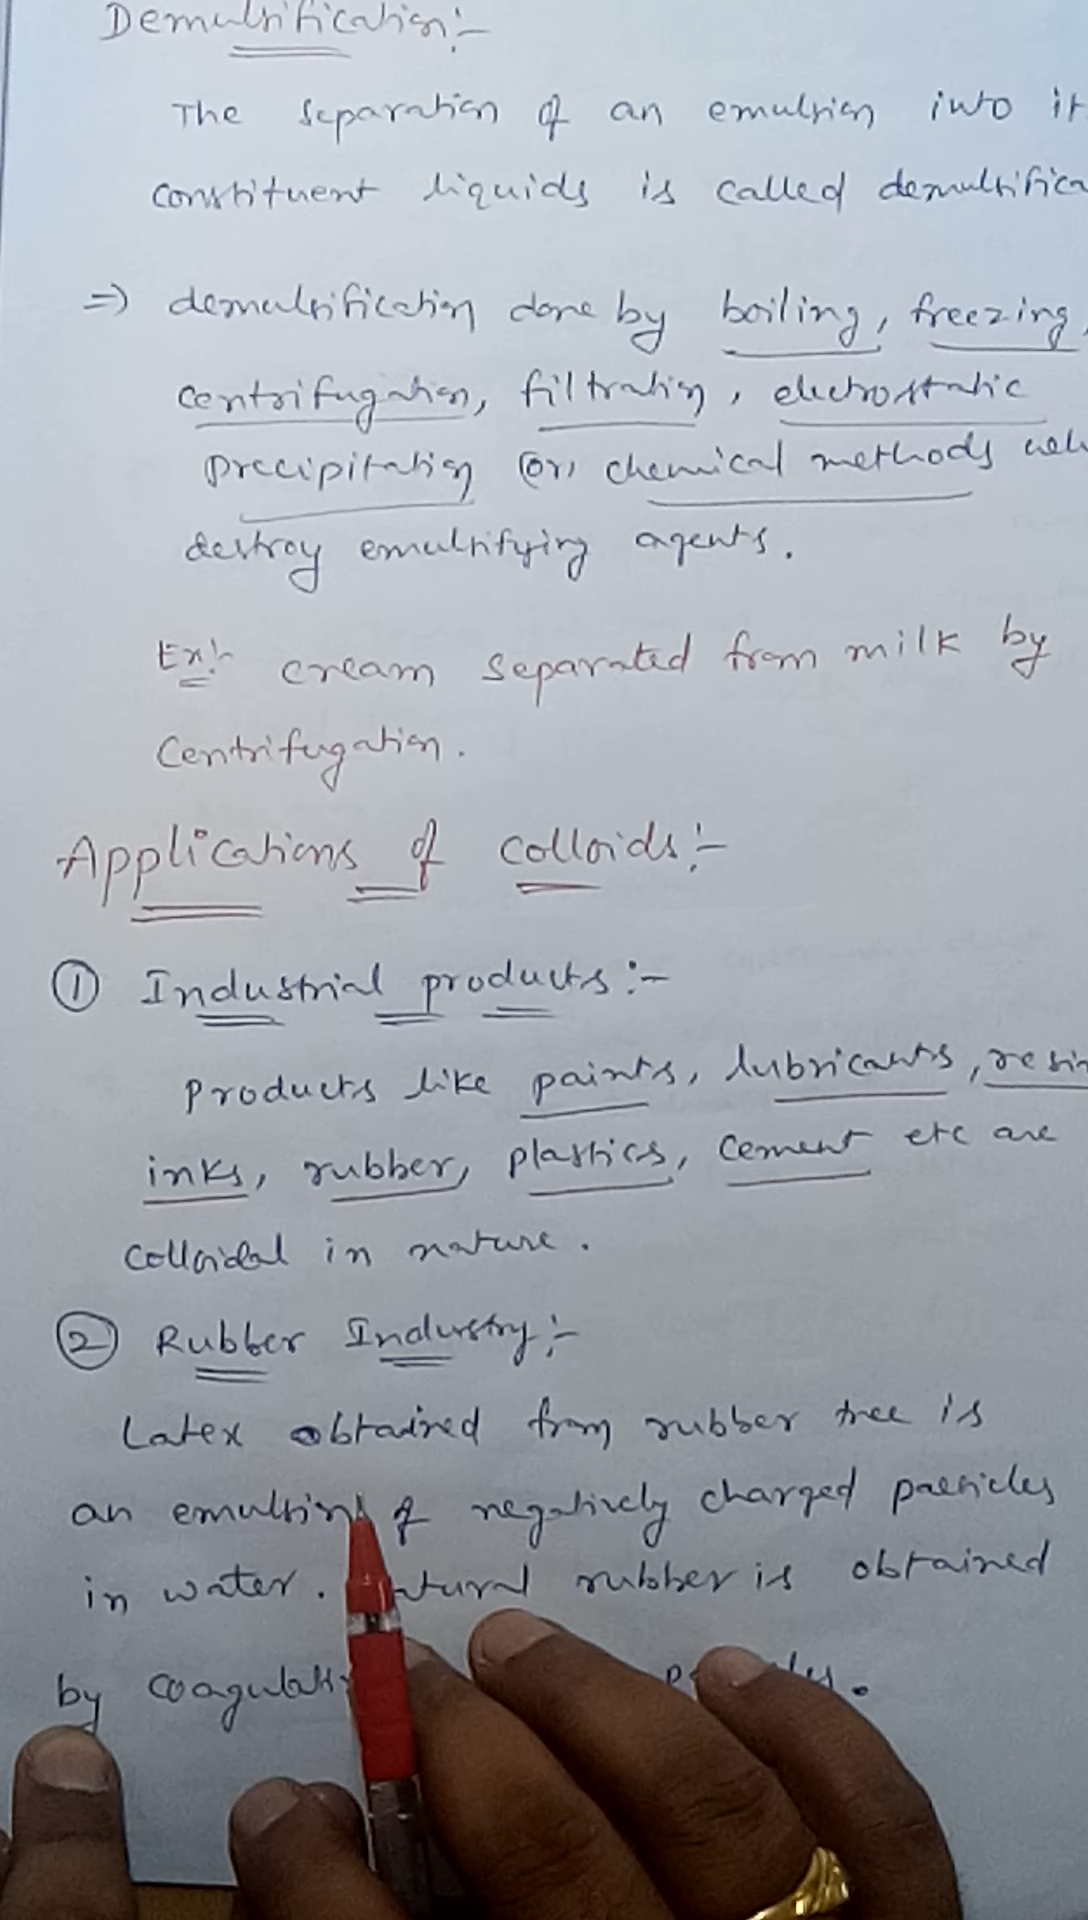 Demulsification:-
The separation of an emulsion into it
constituent liquids is called demulsifica
=> demulsification done by boiling, freezing,
centrifugation, filtration, electrostatic
precipitation (or) chemical methods
destroy emulsifying agents.
Ex:- cream separated from milk by
Centrifugation.
Applications of colloids:-
① Industrial products:-
Products like paints, lubricants, resin
inks, rubber, plastics, cement etc are
colloidal in nature.
② Rubber Industry:-
Latex obtained from rubber tree is
an emulsion of negatively charged particles
in water. rubber is obtained
by